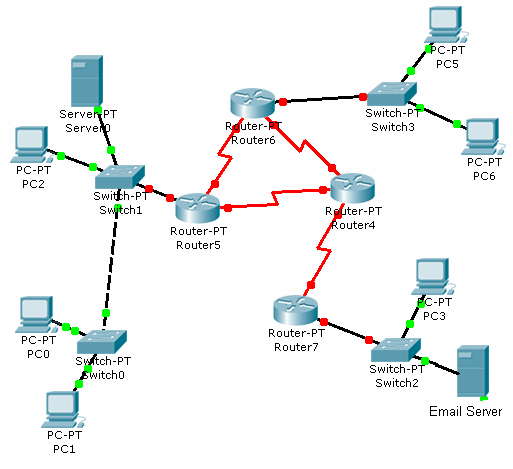 PC-PT
PC5
Server-PT
Server0
Switch-PT
Switch3
Router-PT
Router6
PC-PT
PC2
PC-PT
PC6
Switch-PT
Switch1
Router-PT
Router4
Router-PT
Router5
PC-PT
PC3
Router-PT
Router7
PC-PT
PC0
Switch-PT
Switch0
Switch-PT
Switch2
Email Server
PC-PT
PC1